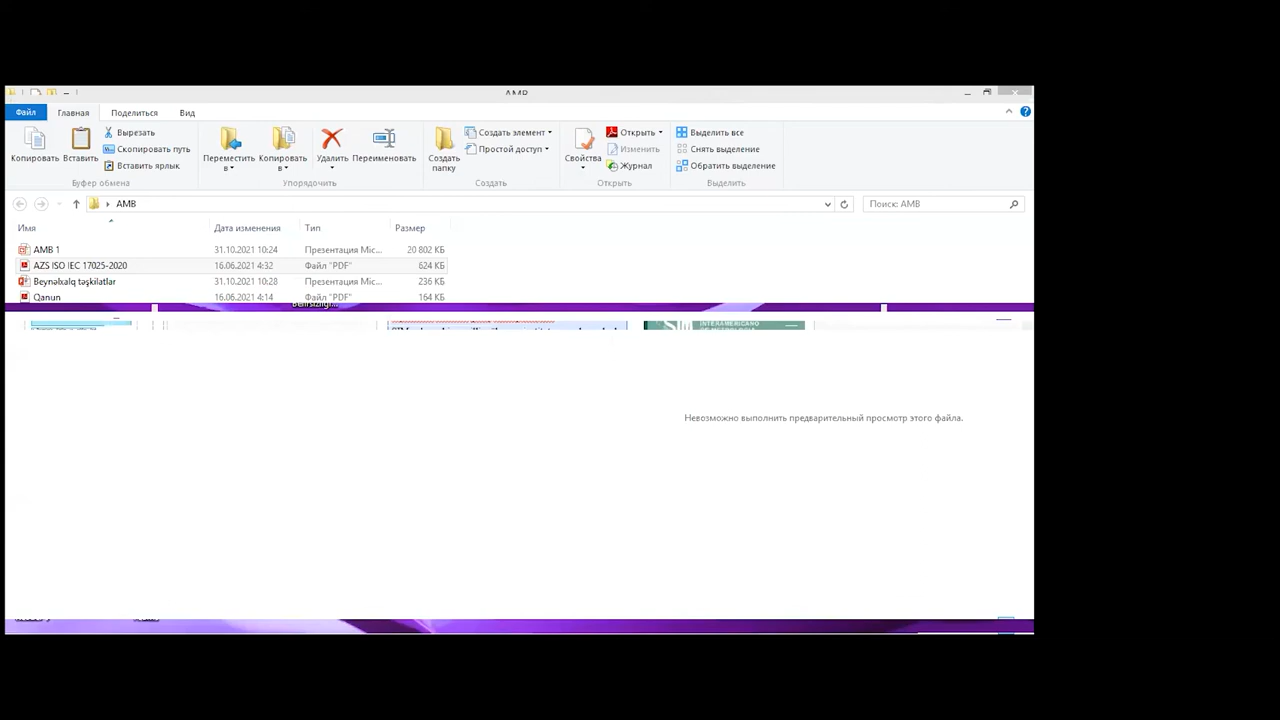 AMB
Файл Главная Поделиться Вид
Копировать Вставить Вырезать Скопировать путь Вставить ярлык
Буфер обмена
Переместить в Копировать в Удалить Переименовать
Упорядочить
Создать папку Создать элемент Простой доступ
Создать
Свойства Открыть Изменить Журнал
Открыть
Выделить все Снять выделение Обратить выделение
Выделить
AMB Поиск: AMB
Имя Дата изменения Тип Размер
AMB 1 31.10.2021 10:24 Презентация Mic... 20 802 КБ
AZS ISO IEC 17025-2020 16.06.2021 4:32 Файл "PDF" 624 КБ
Beynəlxalq təşkilatlar 31.10.2021 10:28 Презентация Mic... 236 КБ
Qanun 16.06.2021 4:14 Файл "PDF" 164 КБ
SIM INTERAMERICANO
DE METROLOGIA
Невозможно выполнить предварительный просмотр этого файла.